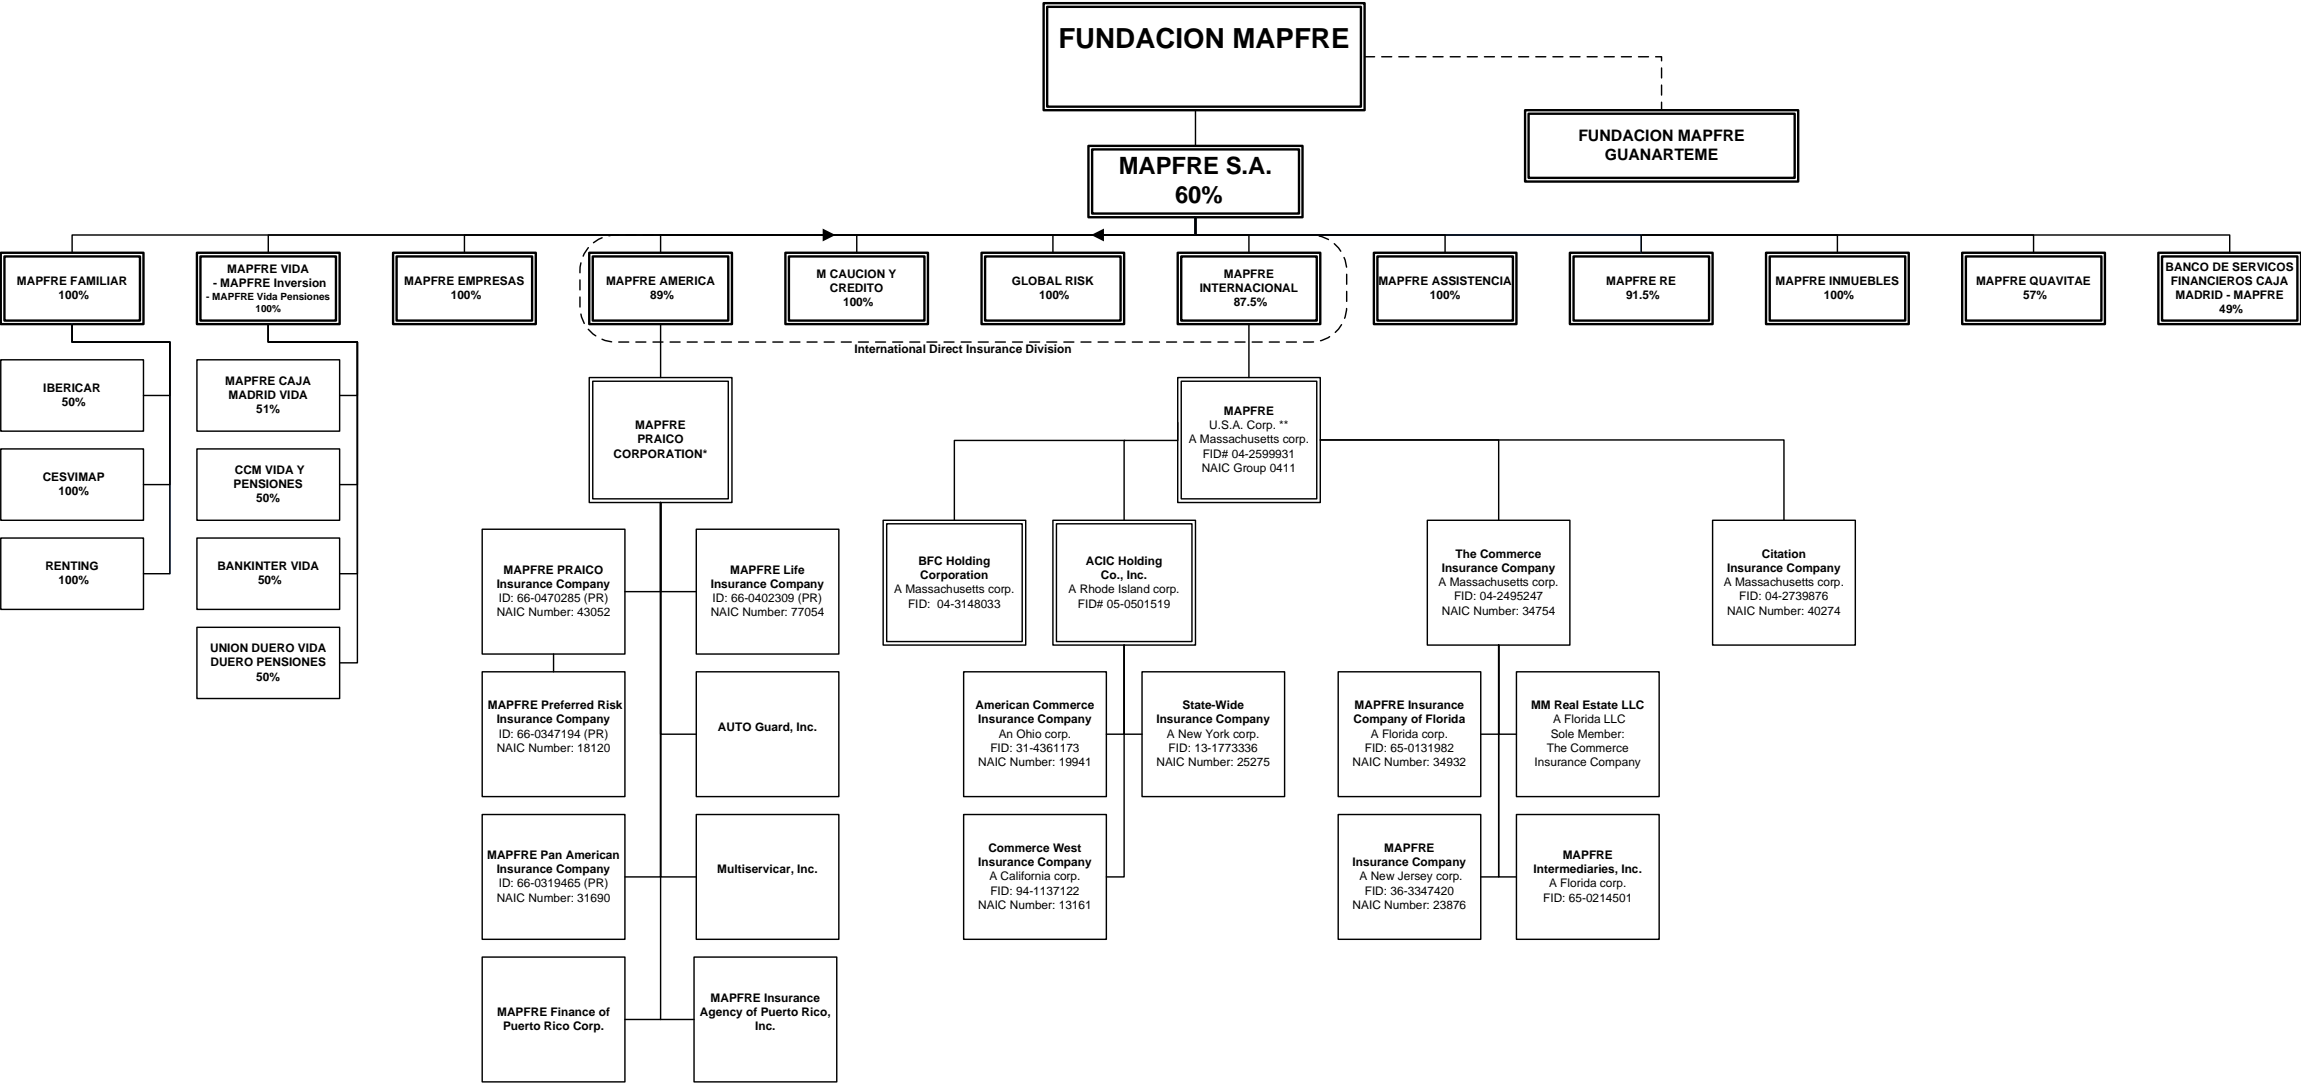 FUNDACION MAPFRE
FUNDACION MAPFRE
GUANARTEME
MAPFRE S.A.
60%
MAPFRE FAMILIAR
100%
MAPFRE VIDA
- MAPFRE Inversion
- MAPFRE Vida Pensiones
100%
MAPFRE EMPRESAS
100%
MAPFRE AMERICA
89%
M CAUCION Y
CREDITO
100%
GLOBAL RISK
100%
MAPFRE
INTERNACIONAL
87.5%
MAPFRE ASSISTENCIA
100%
MAPFRE RE
91.5%
MAPFRE INMUEBLES
100%
MAPFRE QUAVITAE
57%
BANCO DE SERVICOS
FINANCIEROS CAJA
MADRID - MAPFRE
49%
International Direct Insurance Division
IBERICAR
50%
CESVIMAP
100%
RENTING
100%
MAPFRE CAJA
MADRID VIDA
51%
CCM VIDA Y
PENSIONES
50%
BANKINTER VIDA
50%
UNION DUERO VIDA
DUERO PENSIONES
50%
MAPFRE
PRAICO
CORPORATION*
MAPFRE
U.S.A. Corp. **
A Massachusetts corp.
FID# 04-2599931
NAIC Group 0411
MAPFRE PRAICO
Insurance Company
ID: 66-0470285 (PR)
NAIC Number: 43052
MAPFRE Life
Insurance Company
ID: 66-0402309 (PR)
NAIC Number: 77054
MAPFRE Preferred Risk
Insurance Company
ID: 66-0347194 (PR)
NAIC Number: 18120
AUTO Guard, Inc.
MAPFRE Pan American
Insurance Company
ID: 66-0319465 (PR)
NAIC Number: 31690
Multiservicar, Inc.
MAPFRE Finance of
Puerto Rico Corp.
MAPFRE Insurance
Agency of Puerto Rico,
Inc.
BFC Holding
Corporation
A Massachusetts corp.
FID:  04-3148033
ACIC Holding
Co., Inc.
A Rhode Island corp.
FID# 05-0501519
The Commerce
Insurance Company
A Massachusetts corp.
FID: 04-2495247
NAIC Number: 34754
Citation
Insurance Company
A Massachusetts corp.
FID: 04-2739876
NAIC Number: 40274
American Commerce
Insurance Company
An Ohio corp.
FID: 31-4361173
NAIC Number: 19941
State-Wide
Insurance Company
A New York corp.
FID: 13-1773336
NAIC Number: 25275
MAPFRE Insurance
Company of Florida
A Florida corp.
FID: 65-0131982
NAIC Number: 34932
MM Real Estate LLC
A Florida LLC
Sole Member:
The Commerce
Insurance Company
Commerce West
Insurance Company
A California corp.
FID: 94-1137122
NAIC Number: 13161
MAPFRE
Insurance Company
A New Jersey corp.
FID: 36-3347420
NAIC Number: 23876
MAPFRE
Intermediaries, Inc.
A Florida corp.
FID: 65-0214501